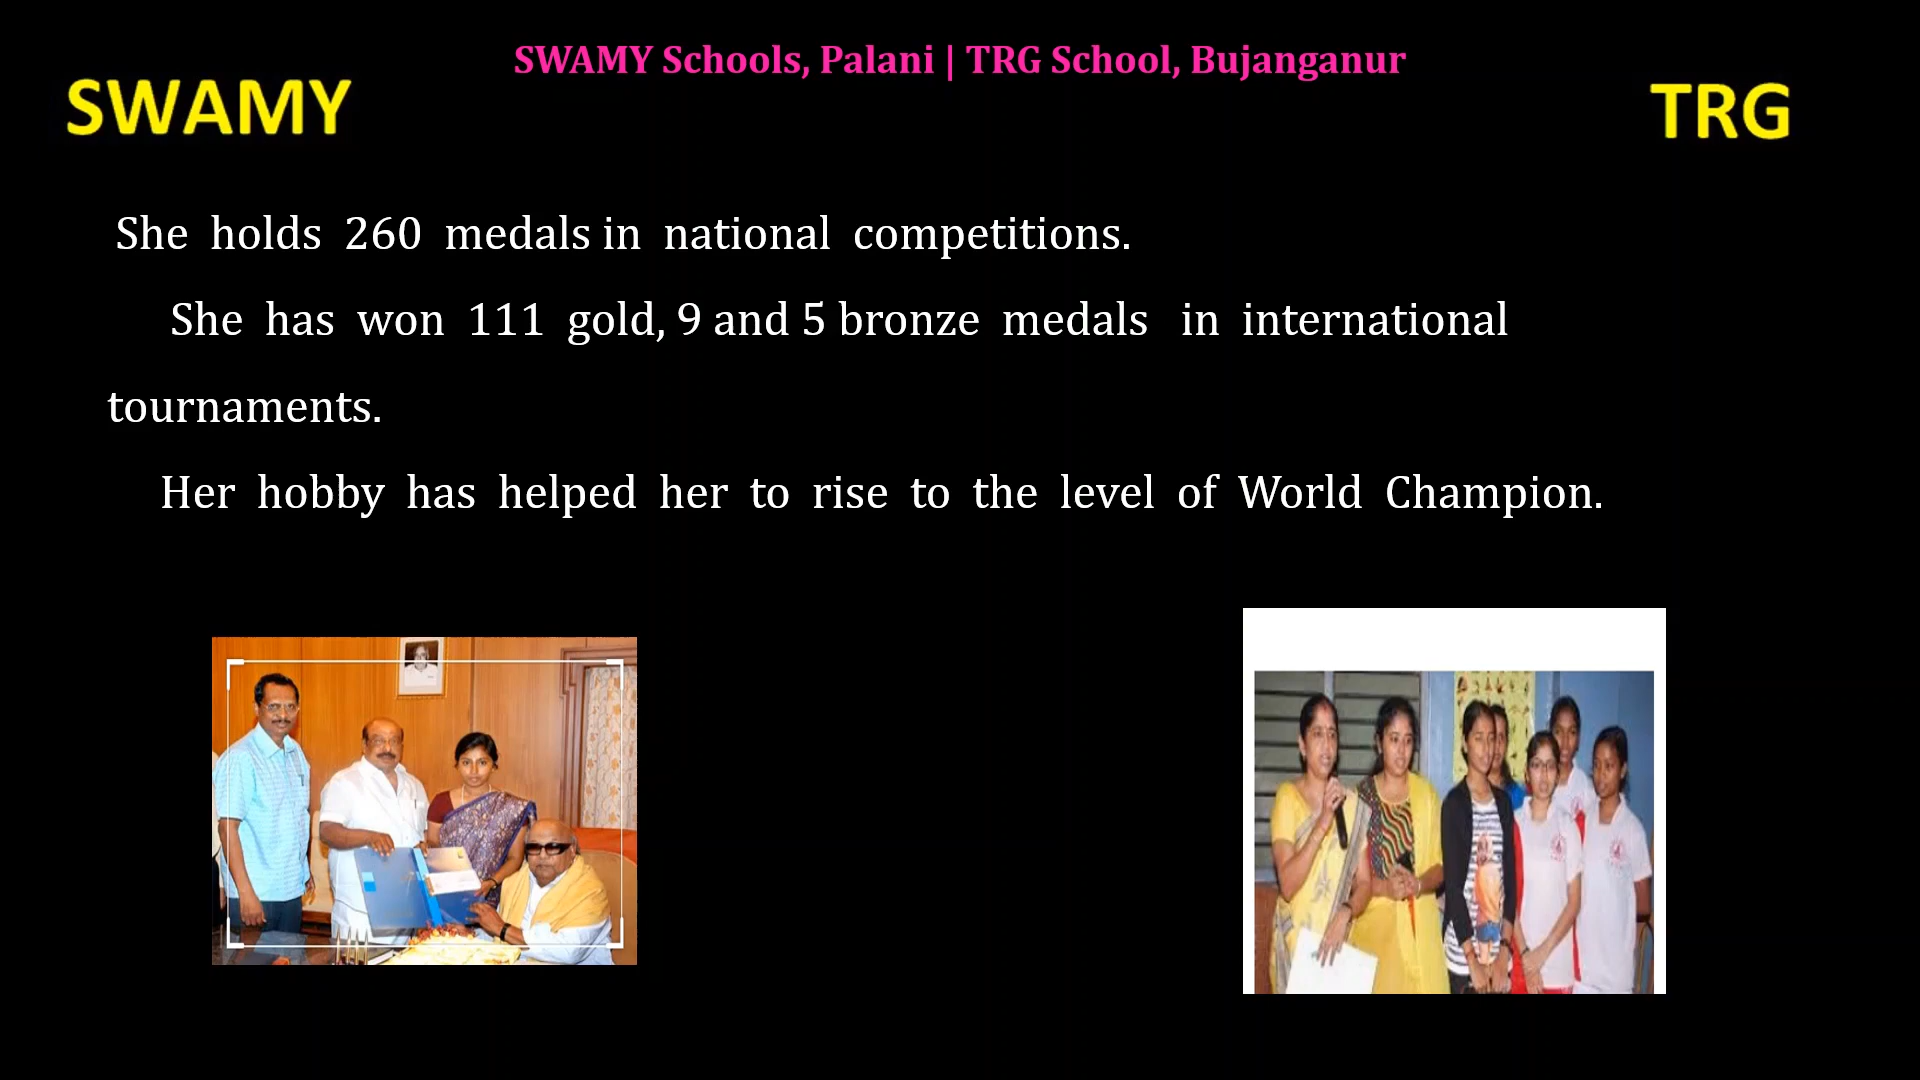 SWAMY Schools, Palani | TRG School, Bujanganur
SWAMY
TRG
She holds 260 medals in national competitions.
She has won 111 gold, 9 and 5 bronze medals in international
tournaments.
Her hobby has helped her to rise to the level of World Champion.